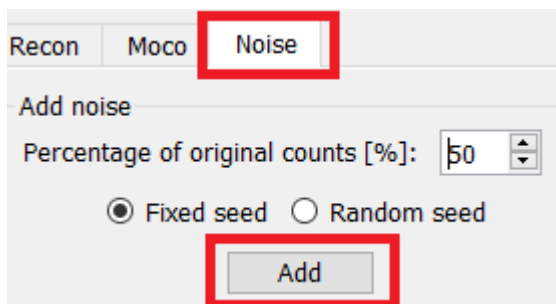 Recon Moco Noise
Add noise
Percentage of original counts [%]: 50
Fixed seed Random seed
Add